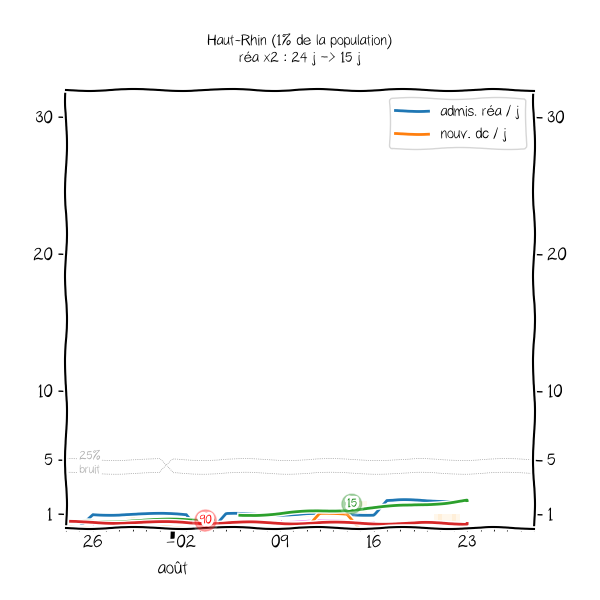 Haut-Rhin (1% de la population)
réa x2 : 24 j -> 15 j
admis. réa / j
nouv. dc / j
30 30
20 20
10 10
25%
5 5
bruit
15
1 1
90
26 02 09 16 23
août